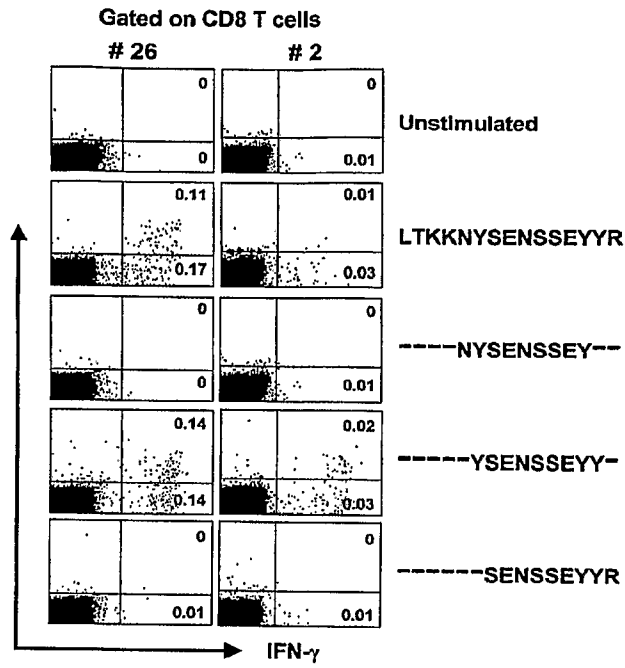 Gated on CD8 T cells
# 26 # 2
0 0
0 0.01
Unstimulated
0.11 0.01
0.17 0.03
LTKKNYSENSSEYYR
0 0
0 0.01
----NYSENSSEY--
0.14 0.02
0.14 0.03
-----YSENSSEYY-
0 0
0.01 0.01
------SENSSEYYR
IFN-γ